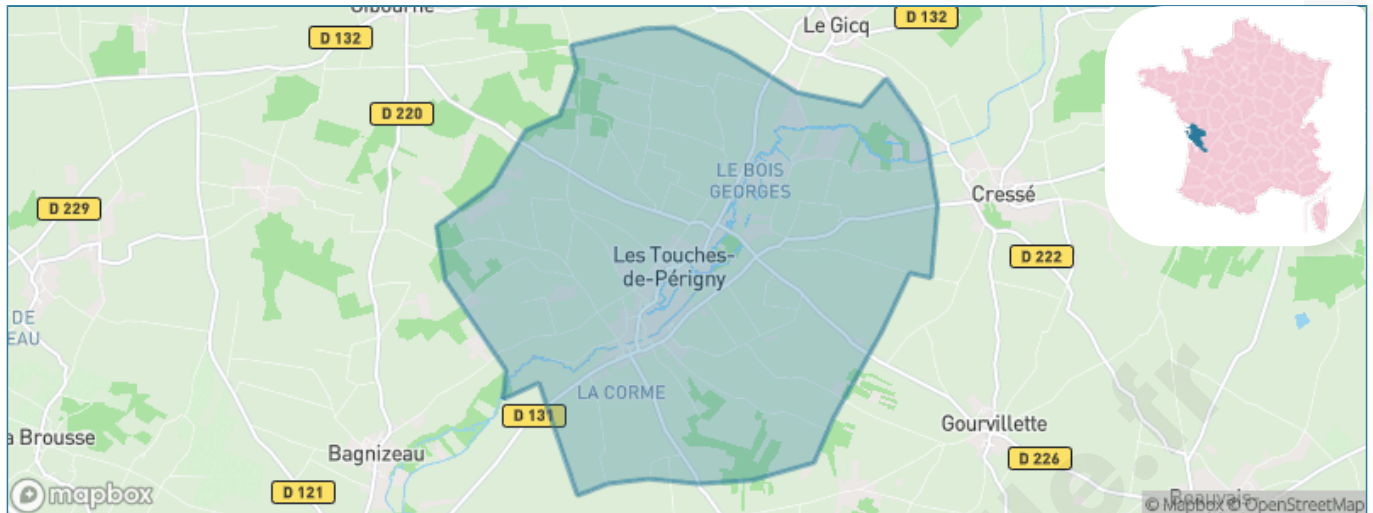 D 132
Le Gicq
D 132
D 220
LE BOIS
GEORGES
Cressé
D 229
Les Touches-
de-Périgny
D 222
DE
EAU
LA CORME
D 131
Gourvillette
Brousse
Bagnizeau
D 226
D 121
Beauvais-
mapbox
© Mapbox © OpenStreetMap